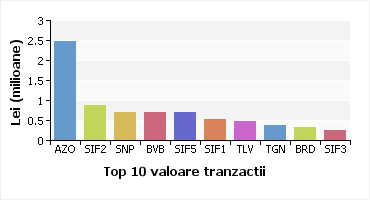 3
2.5
2
1.5
1
0.5
0
Lei (milioane)
AZO SIF2 SNP BVB SIF5 SIF1 TLV TGN BRD SIF3
Top 10 valoare tranzactii